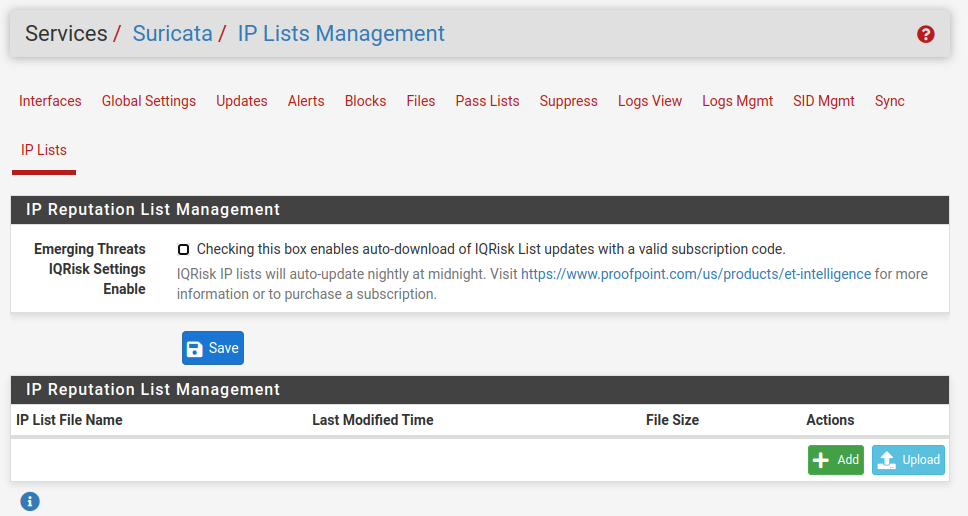 Services / Suricata / IP Lists Management
Interfaces Global Settings Updates Alerts Blocks Files Pass Lists Suppress Logs View Logs Mgmt SID Mgmt Sync
IP Lists
IP Reputation List Management
Emerging Threats
IQRisk Settings
Enable
Checking this box enables auto-download of IQRisk List updates with a valid subscription code.
IQRisk IP lists will auto-update nightly at midnight. Visit https://www.proofpoint.com/us/products/et-intelligence for more
information or to purchase a subscription.
Save
IP Reputation List Management
IP List File Name Last Modified Time File Size Actions
Add Upload